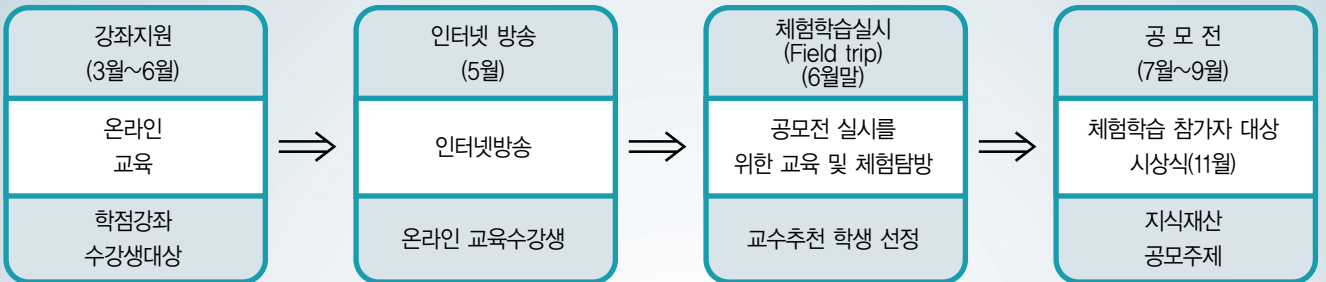 강좌지원
(3월~6월)
온라인
교육
학점강좌
수강생대상
인터넷 방송
(5월)
인터넷방송
온라인 교육수강생
체험학습실시
(Field trip)
(6월말)
공모전 실시를
위한 교육 및 체험탐방
교수추천 학생 선정
공 모 전
(7월~9월)
체험학습 참가자 대상
시상식(11월)
지식재산
공모주제